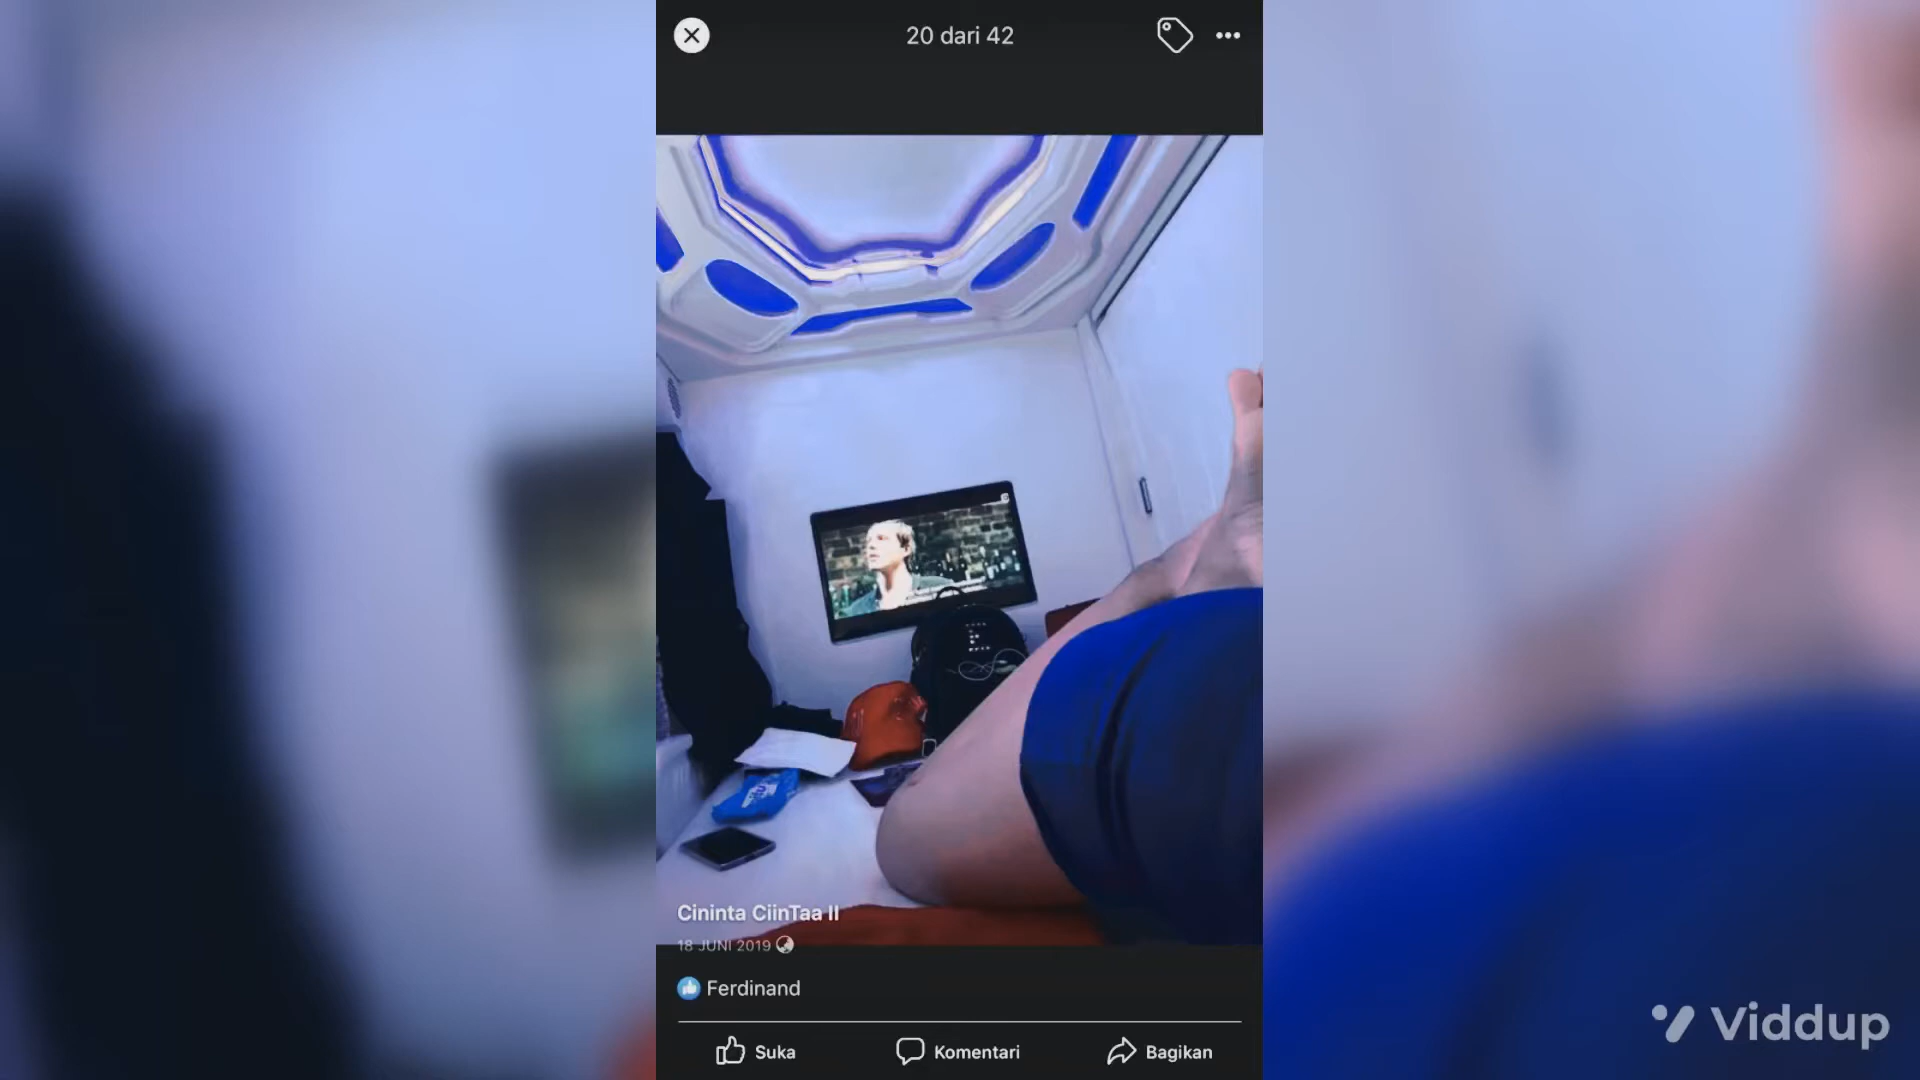 20 dari 42
Cininta CiinTaa II
18 JUNI 2019
Ferdinand
Suka
Komentari
Bagikan
Viddup